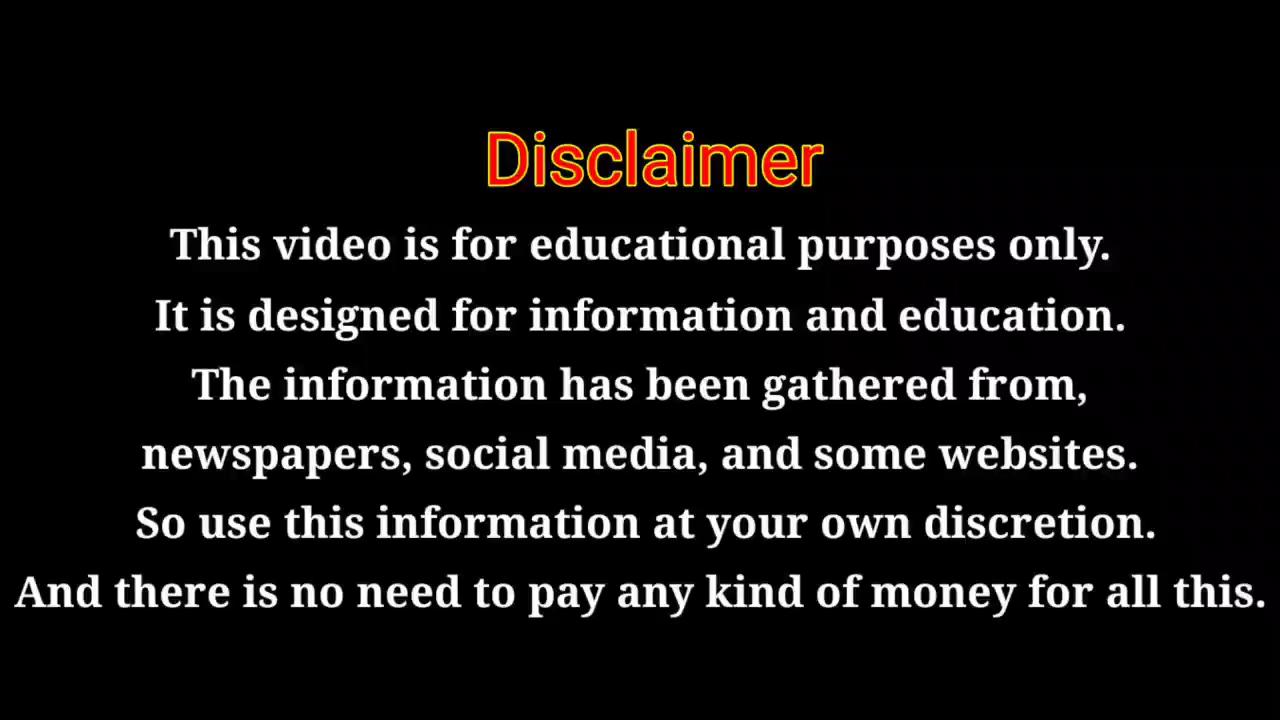 Disclaimer
This video is for educational purposes only.
It is designed for information and education.
The information has been gathered from,
newspapers, social media, and some websites.
So use this information at your own discretion.
And there is no need to pay any kind of money for all this.